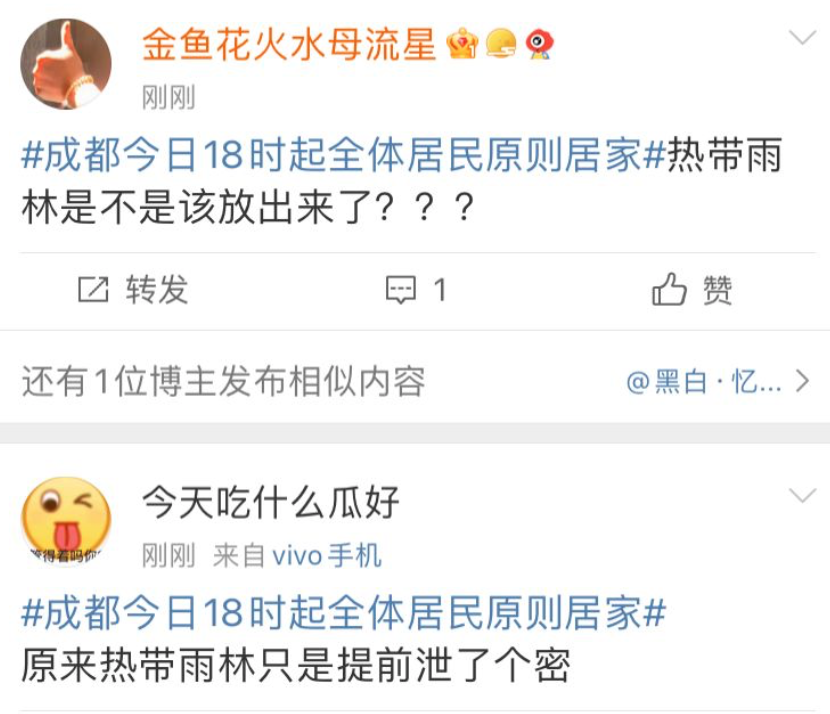 金鱼花火水母流星
刚刚
#成都今日18时起全体居民原则居家#热带雨
林是不是该放出来了？？？
转发
1
赞
还有1位博主发布相似内容
@黑白·忆...
今天吃什么瓜好
刚刚 来自 vivo 手机
#成都今日18时起全体居民原则居家#
原来热带雨林只是提前泄了个密